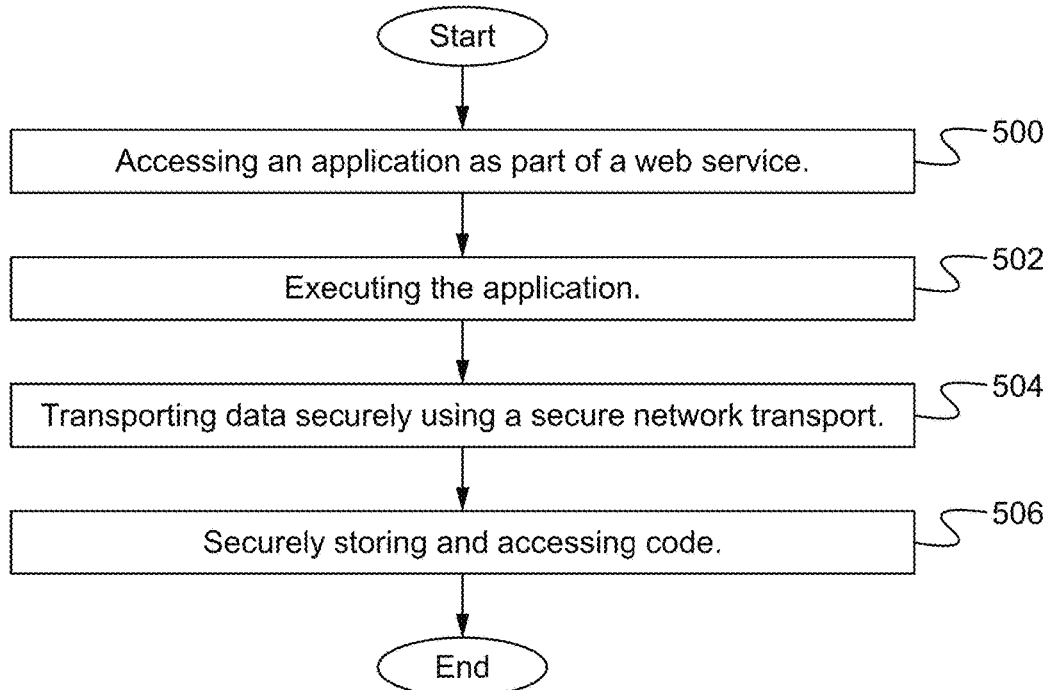 Start
500
Accessing an application as part of a web service.
502
Executing the application.
504
Transporting data securely using a secure network transport.
506
Securely storing and accessing code.
End